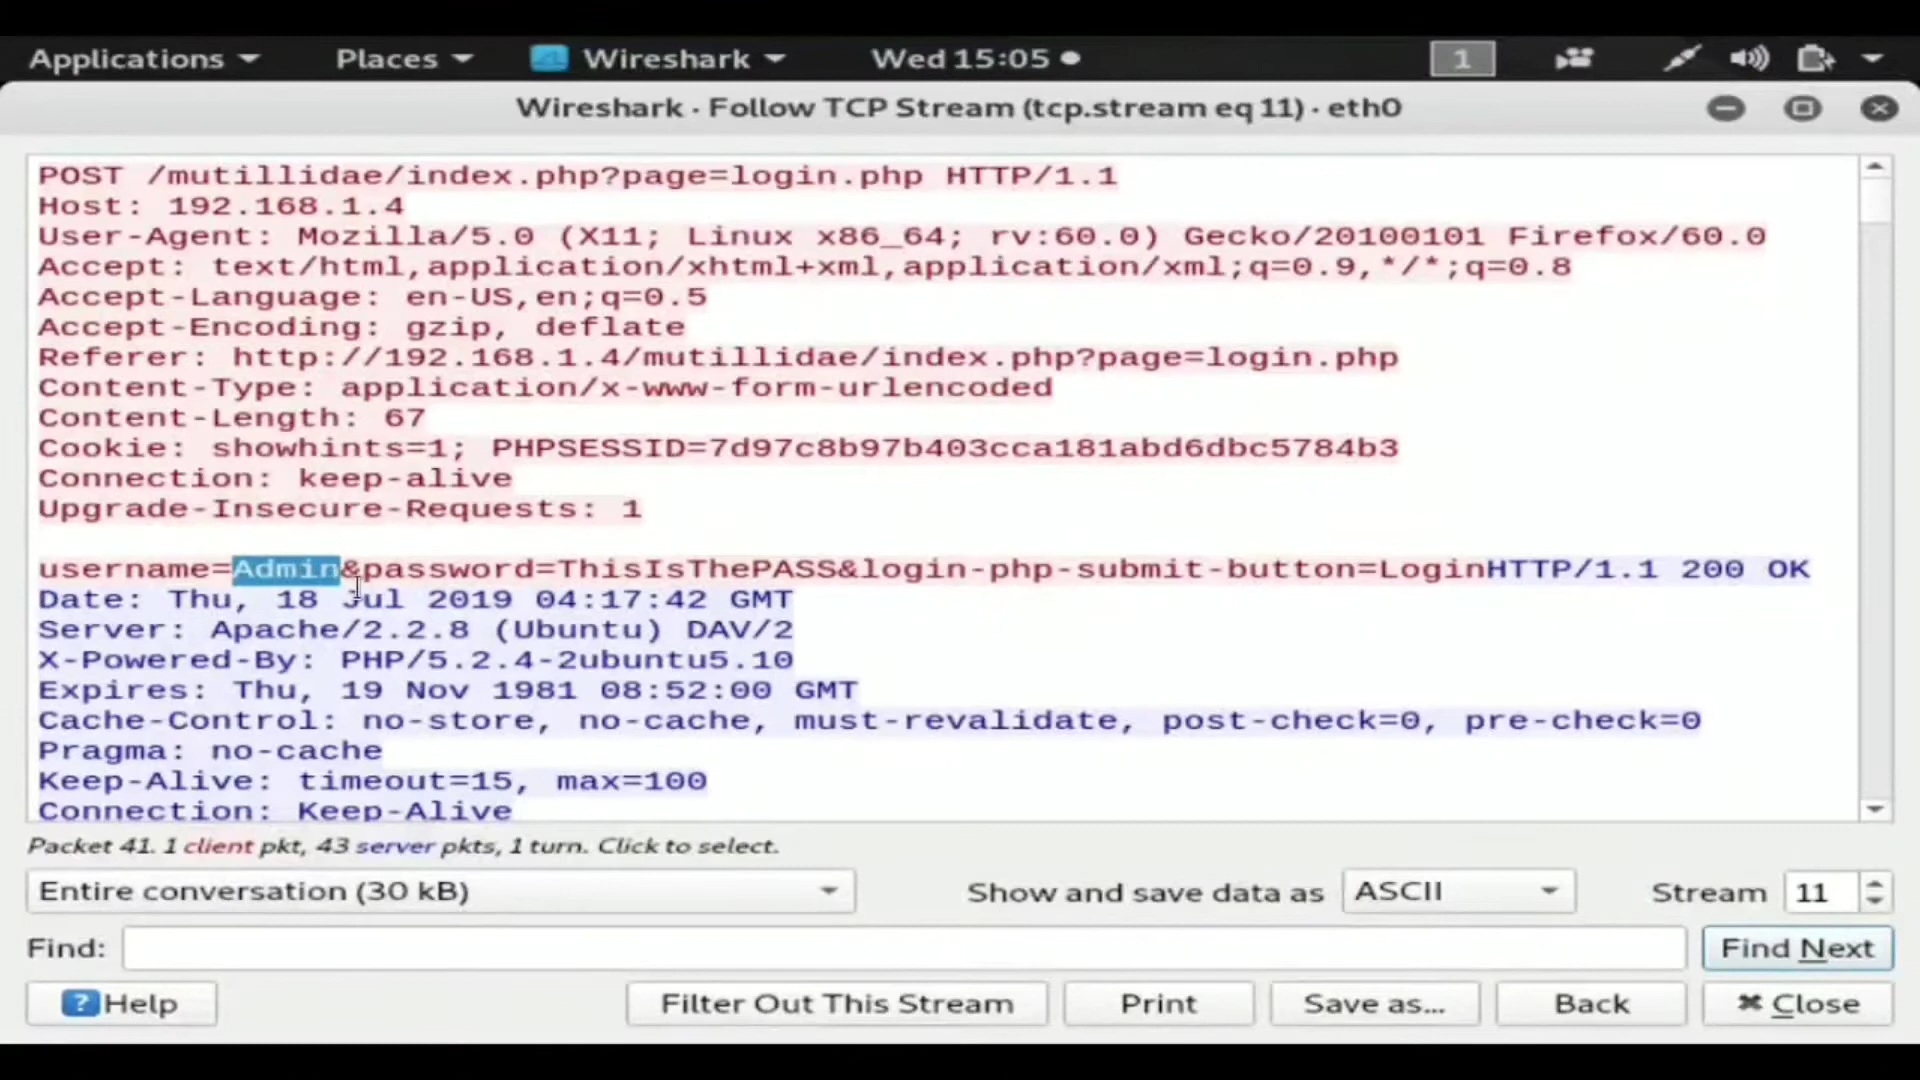 Applications Places Wireshark Wed 15:05 1
Wireshark · Follow TCP Stream (tcp.stream eq 11) · eth0
POST /mutillidae/index.php?page=login.php HTTP/1.1
Host: 192.168.1.4
User-Agent: Mozilla/5.0 (X11; Linux x86_64; rv:60.0) Gecko/20100101 Firefox/60.0
Accept: text/html,application/xhtml+xml,application/xml;q=0.9,*/*;q=0.8
Accept-Language: en-US,en;q=0.5
Accept-Encoding: gzip, deflate
Referer: http://192.168.1.4/mutillidae/index.php?page=login.php
Content-Type: application/x-www-form-urlencoded
Content-Length: 67
Cookie: showhints=1; PHPSESSID=7d97c8b97b403cca181abd6dbc5784b3
Connection: keep-alive
Upgrade-Insecure-Requests: 1
username=Admin&password=ThisIsThePASS&login-php-submit-button=LoginHTTP/1.1 200 OK
Date: Thu, 18 Jul 2019 04:17:42 GMT
Server: Apache/2.2.8 (Ubuntu) DAV/2
X-Powered-By: PHP/5.2.4-2ubuntu5.10
Expires: Thu, 19 Nov 1981 08:52:00 GMT
Cache-Control: no-store, no-cache, must-revalidate, post-check=0, pre-check=0
Pragma: no-cache
Keep-Alive: timeout=15, max=100
Connection: Keep-Alive
Packet 41. 1 client pkt, 43 server pkts, 1 turn. Click to select.
Entire conversation (30 kB) Show and save data as ASCII Stream 11
Find: Find Next
? Help Filter Out This Stream Print Save as... Back Close